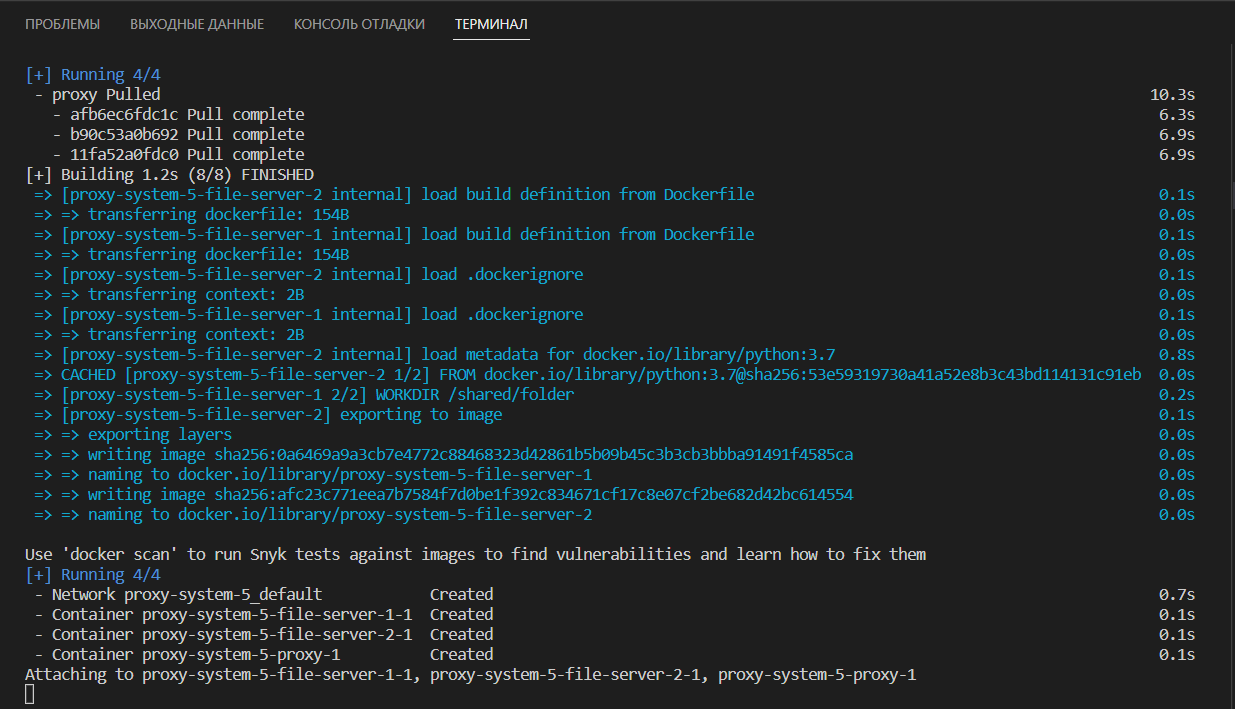 ПРОБЛЕМЫ ВЫХОДНЫЕ ДАННЫЕ КОНСОЛЬ ОТЛАДКИ ТЕРМИНАЛ
[+] Running 4/4
- proxy Pulled 10.3s
- afb6ec6fdc1c Pull complete 6.3s
- b90c53a0b692 Pull complete 6.9s
- 11fa52a0fdc0 Pull complete 6.9s
[+] Building 1.2s (8/8) FINISHED
=> [proxy-system-5-file-server-2 internal] load build definition from Dockerfile 0.1s
=> => transferring dockerfile: 154B 0.0s
=> [proxy-system-5-file-server-1 internal] load build definition from Dockerfile 0.1s
=> => transferring dockerfile: 154B 0.0s
=> [proxy-system-5-file-server-2 internal] load .dockerignore 0.1s
=> => transferring context: 2B 0.0s
=> [proxy-system-5-file-server-1 internal] load .dockerignore 0.1s
=> => transferring context: 2B 0.0s
=> [proxy-system-5-file-server-2 internal] load metadata for docker.io/library/python:3.7 0.8s
=> CACHED [proxy-system-5-file-server-2 1/2] FROM docker.io/library/python:3.7@sha256:53e59319730a41a52e8b3c43bd114131c91eb 0.0s
=> [proxy-system-5-file-server-1 2/2] WORKDIR /shared/folder 0.2s
=> [proxy-system-5-file-server-2] exporting to image 0.1s
=> => exporting layers 0.0s
=> => writing image sha256:0a6469a9a3cb7e4772c88468323d42861b5b09b45c3b3cb3bbba91491f4585ca 0.0s
=> => naming to docker.io/library/proxy-system-5-file-server-1 0.0s
=> => writing image sha256:afc23c771eea7b7584f7d0be1f392c834671cf17c8e07cf2be682d42bc614554 0.0s
=> => naming to docker.io/library/proxy-system-5-file-server-2 0.0s
Use 'docker scan' to run Snyk tests against images to find vulnerabilities and learn how to fix them
[+] Running 4/4
- Network proxy-system-5_default Created 0.7s
- Container proxy-system-5-file-server-1-1 Created 0.1s
- Container proxy-system-5-file-server-2-1 Created 0.1s
- Container proxy-system-5-proxy-1 Created 0.1s
Attaching to proxy-system-5-file-server-1-1, proxy-system-5-file-server-2-1, proxy-system-5-proxy-1